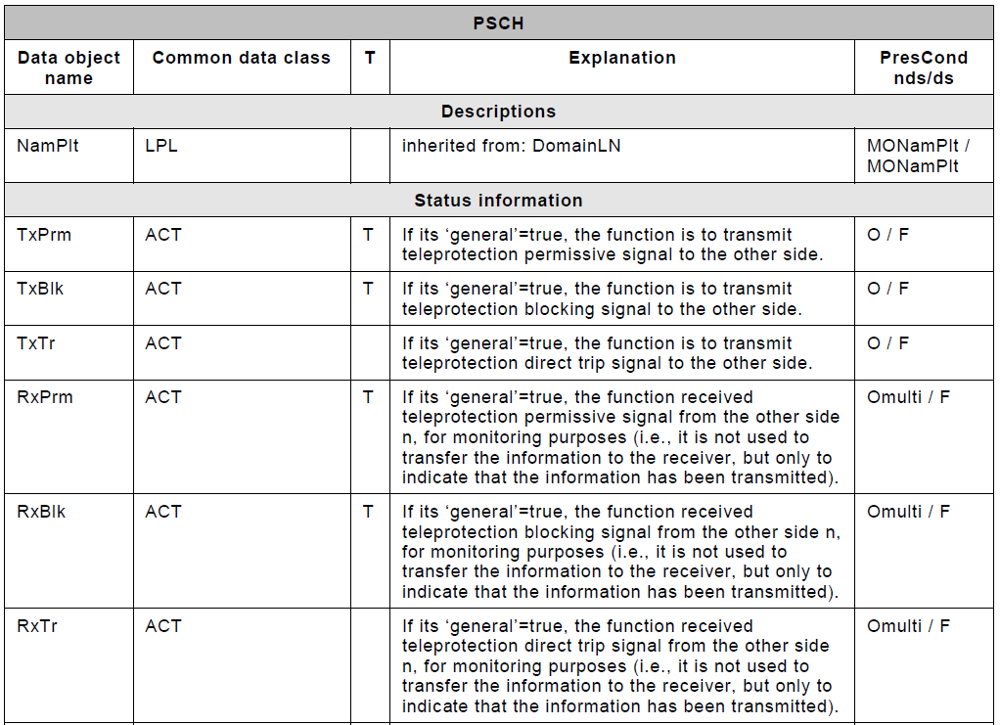 PSCH
Data object name Common data class T Explanation PresCond nds/ds
Descriptions
NamPlt LPL inherited from: DomainLN MONamPlt /
MONamPlt
Status information
TxPrm ACT T If its ‘general’=true, the function is to transmit O / F
teleprotection permissive signal to the other side.
TxBlk ACT T If its ‘general’=true, the function is to transmit O / F
teleprotection blocking signal to the other side.
TxTr ACT If its ‘general’=true, the function is to transmit O / F
teleprotection direct trip signal to the other side.
RxPrm ACT T If its ‘general’=true, the function received Omulti / F
teleprotection permissive signal from the other side
n, for monitoring purposes (i.e., it is not used to
transfer the information to the receiver, but only to
indicate that the information has been transmitted).
RxBlk ACT T If its ‘general’=true, the function received Omulti / F
teleprotection blocking signal from the other side n,
for monitoring purposes (i.e., it is not used to
transfer the information to the receiver, but only to
indicate that the information has been transmitted).
RxTr ACT If its ‘general’=true, the function received Omulti / F
teleprotection direct trip signal from the other side
n, for monitoring purposes (i.e., it is not used to
transfer the information to the receiver, but only to
indicate that the information has been transmitted).